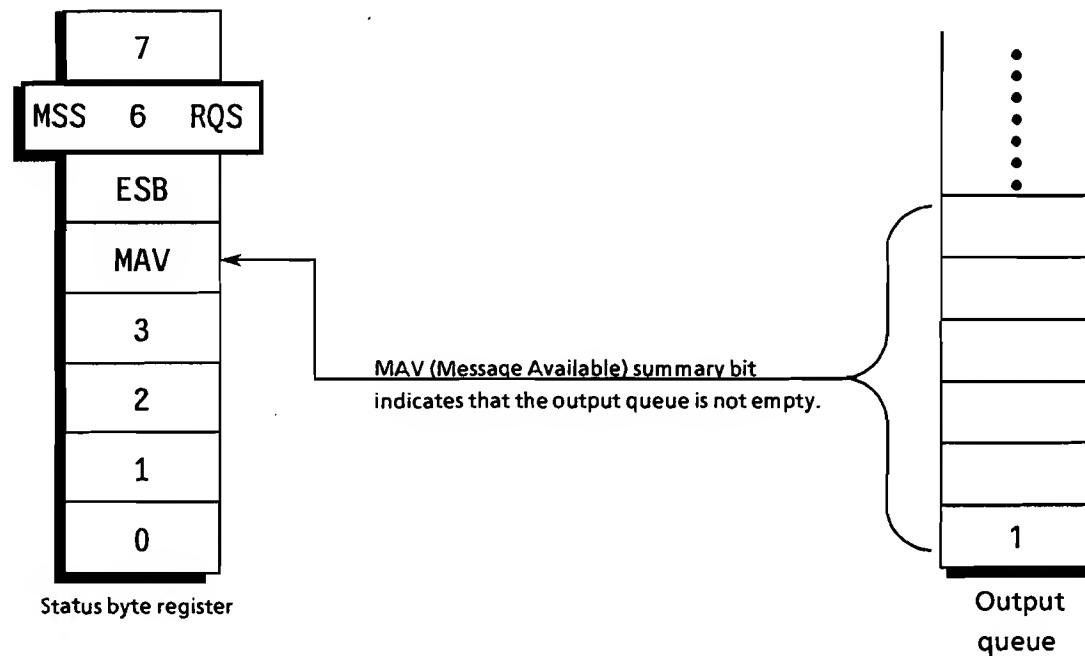 7
MSS 6 RQS
ESB
MAV
3
2
1
0
Status byte register
MAV (Message Available) summary bit
indicates that the output queue is not empty.
1
Output
queue